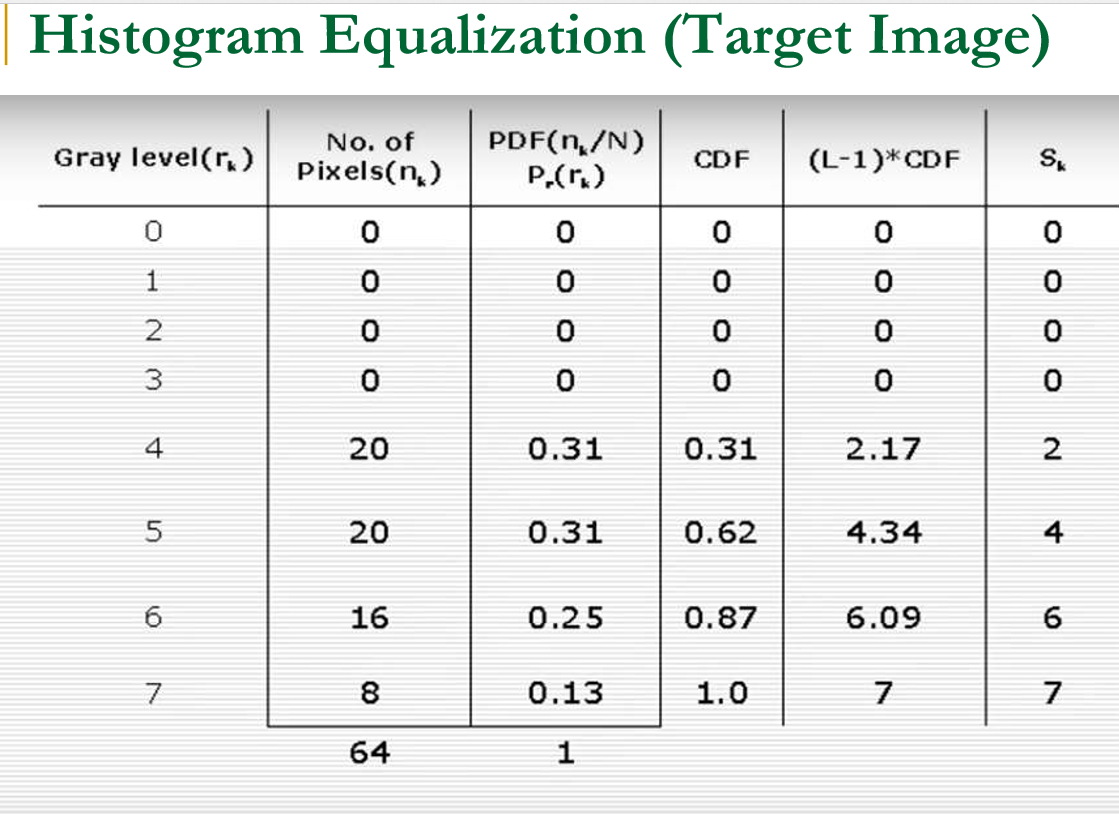 Histogram Equalization (Target Image)
Gray level(rₖ) No. of Pixels(nₖ) PDF(nₖ/N) Pᵣ(rₖ) CDF (L-1)*CDF Sₖ
0 0 0 0 0 0
1 0 0 0 0 0
2 0 0 0 0 0
3 0 0 0 0 0
4 20 0.31 0.31 2.17 2
5 20 0.31 0.62 4.34 4
6 16 0.25 0.87 6.09 6
7 8 0.13 1.0 7 7
64 1